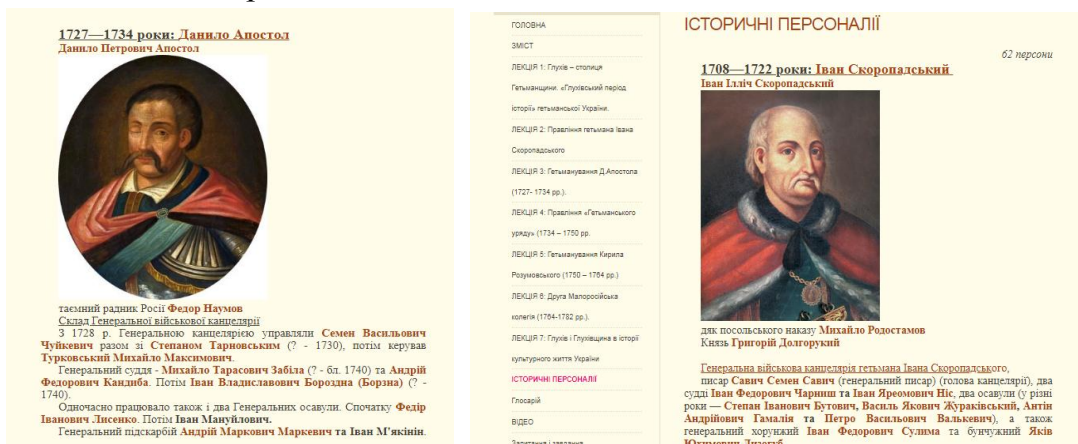 1727—1734 роки: Данило Апостол
Данило Петрович Апостол
таємний радник Росії Федор Наумов
Склад Генеральної військової канцелярії
З 1728 р. Генеральною канцелярією управляли Семен Васильович
Чуйкевич разом зі Степаном Тарновським (? - 1730), потім керував
Турковський Михайло Максимович.
Генеральний суддя - Михайло Тарасович Забіла (? - бл. 1740) та Андрій
Федорович Кандиба. Потім Іван Владиславович Бороздна (Борзна) (? -
1740).
Одночасно працювало також і два Генеральних осавули. Спочатку Федір
Іванович Лисенко. Потім Іван Мануйлович.
Генеральний підскарбій Андрій Маркович Маркевич та Іван М'якінін.
ГОЛОВНА
ЗМІСТ
ЛЕКЦІЯ 1: Глухів – столиця
Гетьманщини. «Глухівський період
історії» гетьманської України.
ЛЕКЦІЯ 2: Правління гетьмана Івана
Скоропадського
ЛЕКЦІЯ 3: Гетьманування Д.Апостола
(1727- 1734 рр.).
ЛЕКЦІЯ 4: Правління «Гетьманського
уряду» (1734 – 1750 рр.
ЛЕКЦІЯ 5: Гетьманування Кирила
Розумовського (1750 – 1764 рр.)
ЛЕКЦІЯ 6: Друга Малоросійська
колегія (1764-1782 рр.).
ЛЕКЦІЯ 7: Глухів і Глухівщина в історії
культурного життя України
ІСТОРИЧНІ ПЕРСОНАЛІЇ
Глосарій
ВІДЕО
Запитання і завдання
ІСТОРИЧНІ ПЕРСОНАЛІЇ
62 персони
1708—1722 роки: Іван Скоропадський
Іван Ілліч Скоропадський
дяк посольського наказу Михайло Родостамов
Князь Григорій Долгорукий
Генеральна військова канцелярія гетьмана Івана Скоропадського,
писар Савич Семен Савич (генеральний писар) (голова канцелярії), два
судді Іван Федорович Чарниш та Іван Яреомович Ніс, два осавули (у різні
роки — Степан Іванович Бутович, Василь Якович Жураківський, Антін
Андрійович Гамалія та Петро Васильович Валькевич), а також
генеральний хорунжий Іван Федорович Сулима та бунчужний Яків
Юхимович Лизогуб